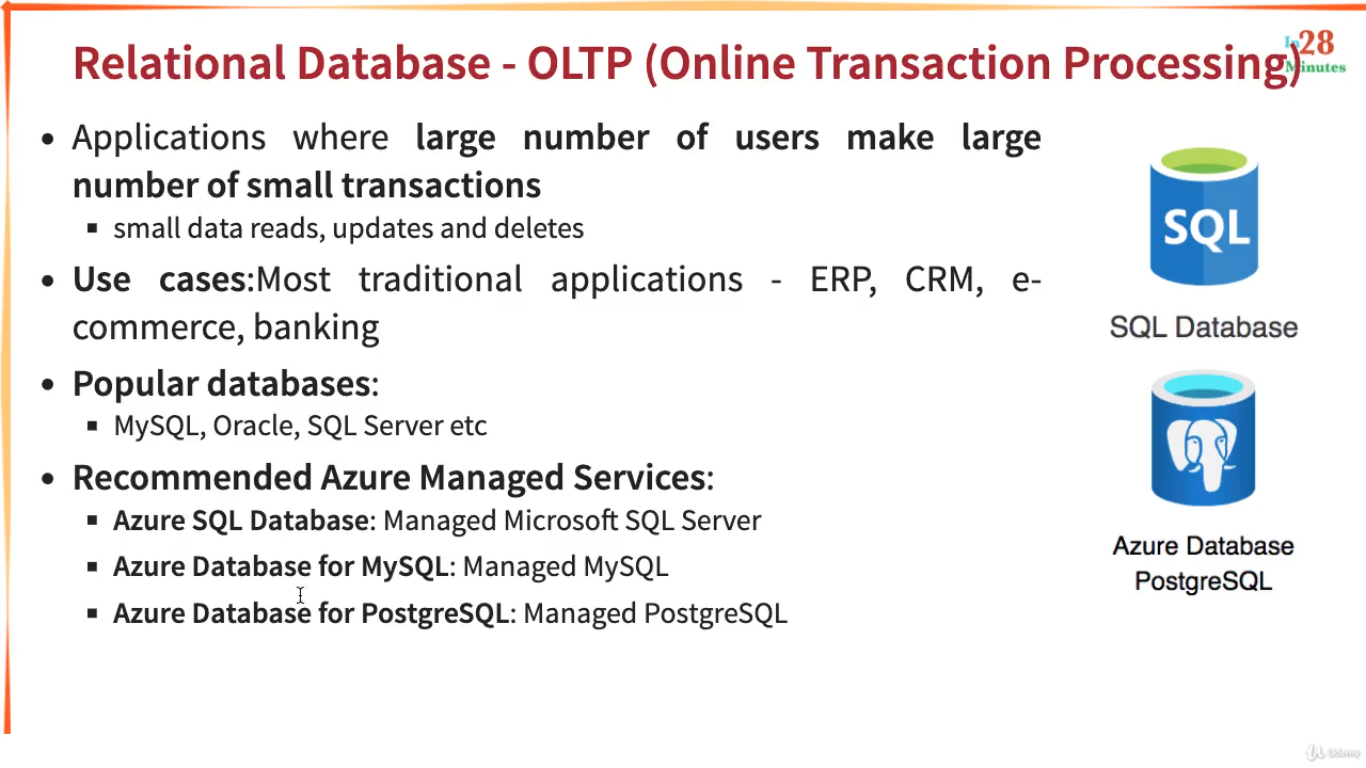 Relational Database - OLTP (Online Transaction Processing)
In 28
Minutes
• Applications where large number of users make large
number of small transactions
▪ small data reads, updates and deletes
• Use cases:Most traditional applications - ERP, CRM, e-
commerce, banking
• Popular databases:
▪ MySQL, Oracle, SQL Server etc
• Recommended Azure Managed Services:
▪ Azure SQL Database: Managed Microsoft SQL Server
▪ Azure Database for MySQL: Managed MySQL
▪ Azure Database for PostgreSQL: Managed PostgreSQL
SQL
SQL Database
Azure Database
PostgreSQL
Udemy